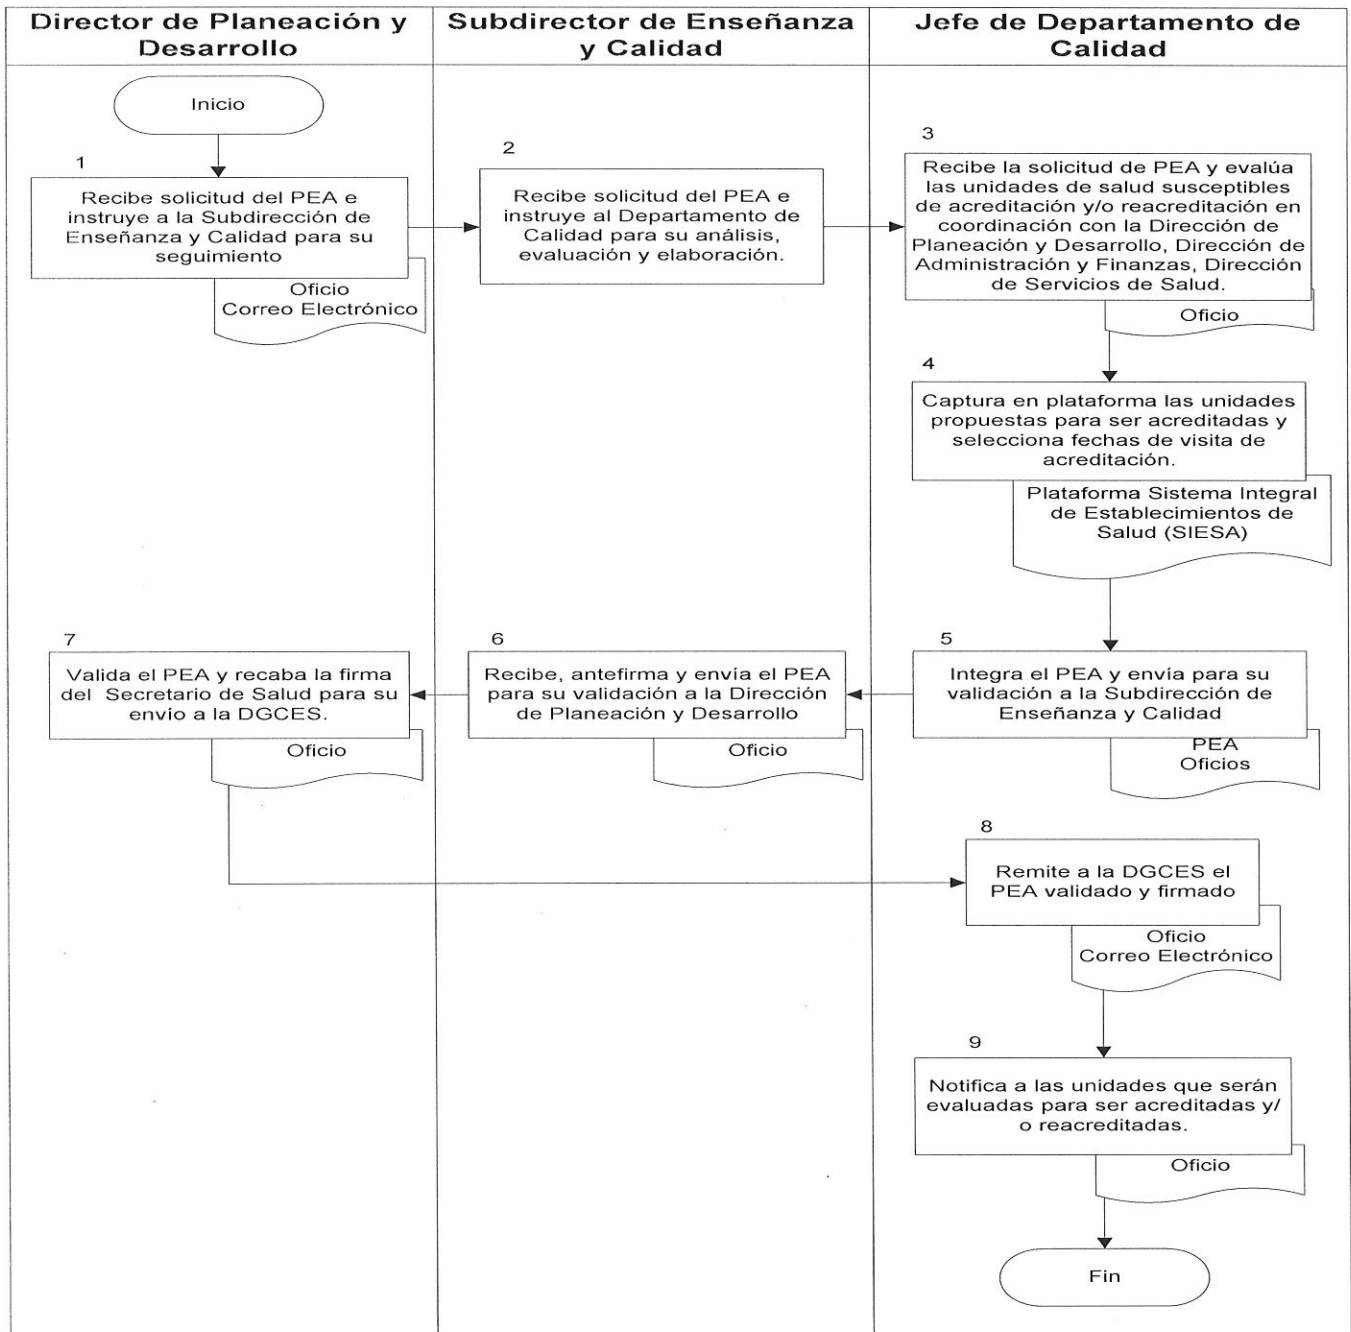 Director de Planeación y
Desarrollo
Subdirector de Enseñanza
y Calidad
Jefe de Departamento de
Calidad
Inicio
1
Recibe solicitud del PEA e
instruye a la Subdirección de
Enseñanza y Calidad para su
seguimiento
Oficio
Correo Electrónico
2
Recibe solicitud del PEA e
instruye al Departamento de
Calidad para su análisis,
evaluación y elaboración.
3
Recibe la solicitud de PEA y evalúa
las unidades de salud susceptibles
de acreditación y/o reacreditación en
coordinación con la Dirección de
Planeación y Desarrollo, Dirección de
Administración y Finanzas, Dirección
de Servicios de Salud.
Oficio
4
Captura en plataforma las unidades
propuestas para ser acreditadas y
selecciona fechas de visita de
acreditación.
Plataforma Sistema Integral
de Establecimientos de
Salud (SIESA)
5
Integra el PEA y envía para su
validación a la Subdirección de
Enseñanza y Calidad
PEA
Oficios
6
Recibe, antefirma y envía el PEA
para su validación a la Dirección
de Planeación y Desarrollo
Oficio
7
Valida el PEA y recaba la firma
del Secretario de Salud para su
envío a la DGCES.
Oficio
8
Remite a la DGCES el
PEA validado y firmado
Oficio
Correo Electrónico
9
Notifica a las unidades que serán
evaluadas para ser acreditadas y/
o reacreditadas.
Oficio
Fin